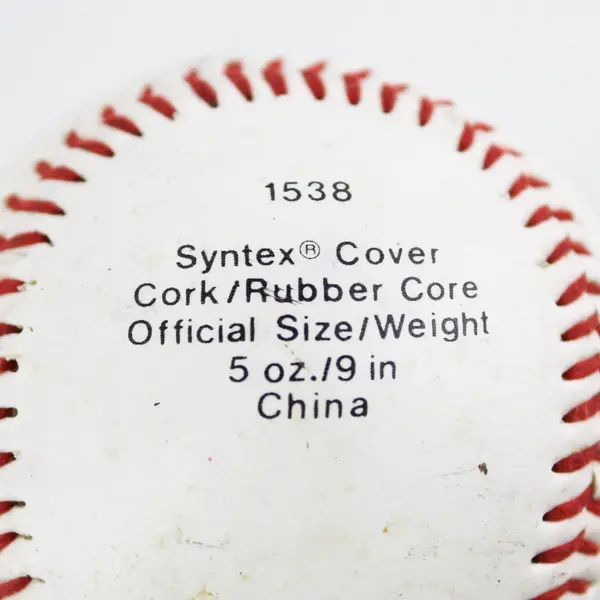 1538
Syntex® Cover
Cork/Rubber Core
Official Size/Weight
5 oz./9 in
China